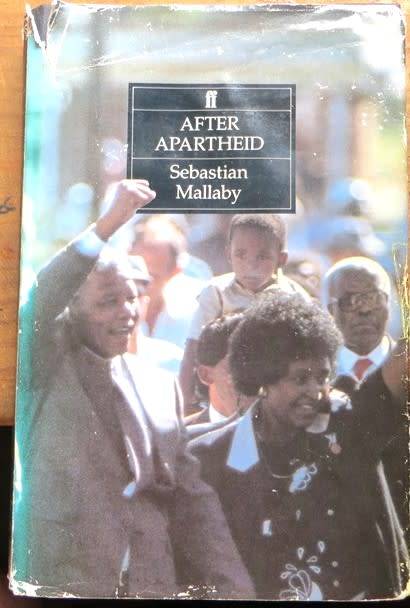 ff
AFTER
APARTHEID
Sebastian
Mallaby